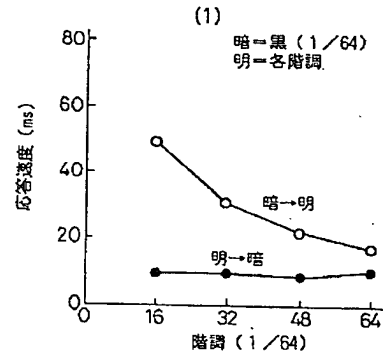 (1)
80
60
40
20
0
応答速度 (ms)
暗=黒 (1/64)
明=各階調
暗→明
明→暗
0
16
32
48
64
階調 (1/64)